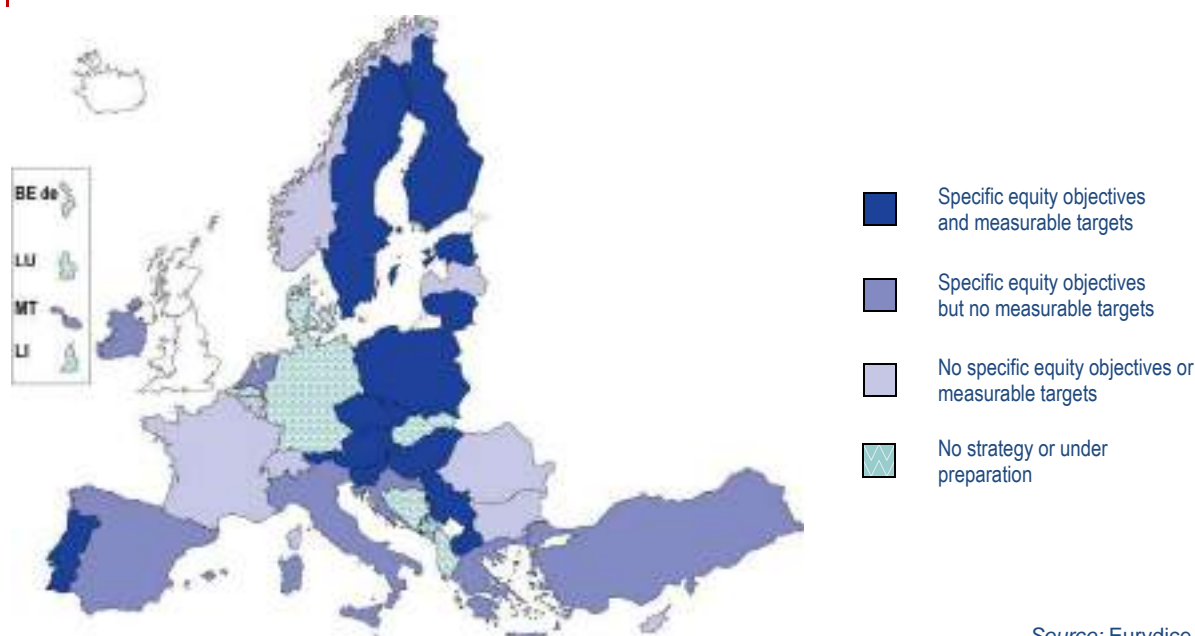 BE de
LU
MT
LI
Specific equity objectives
and measurable targets
Specific equity objectives
but no measurable targets
No specific equity objectives or
measurable targets
No strategy or under
preparation
Source: Eurydice